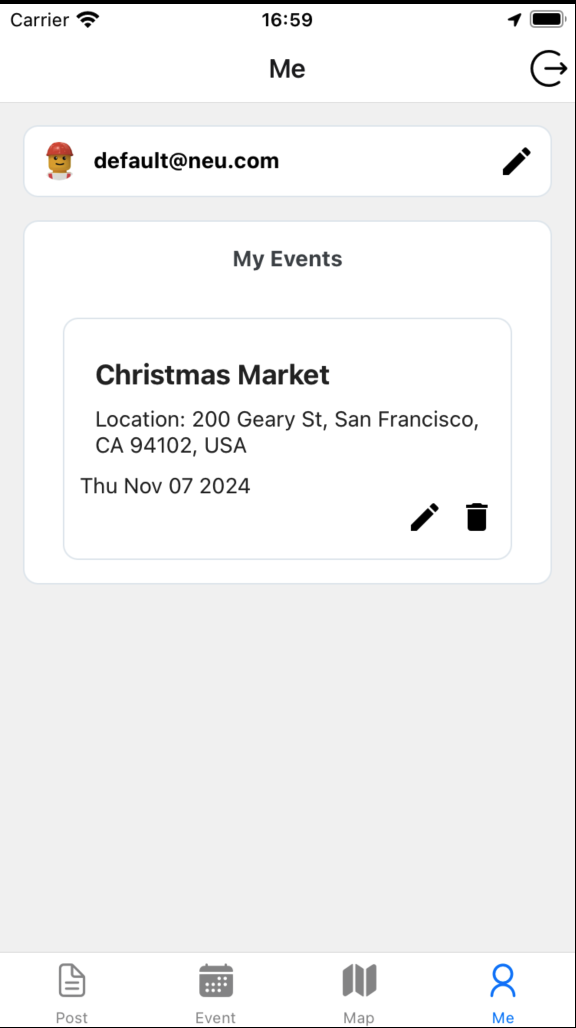 Carrier 16:59
Me
default@neu.com
My Events
Christmas Market
Location: 200 Geary St, San Francisco,
CA 94102, USA
Thu Nov 07 2024
Post Event Map Me